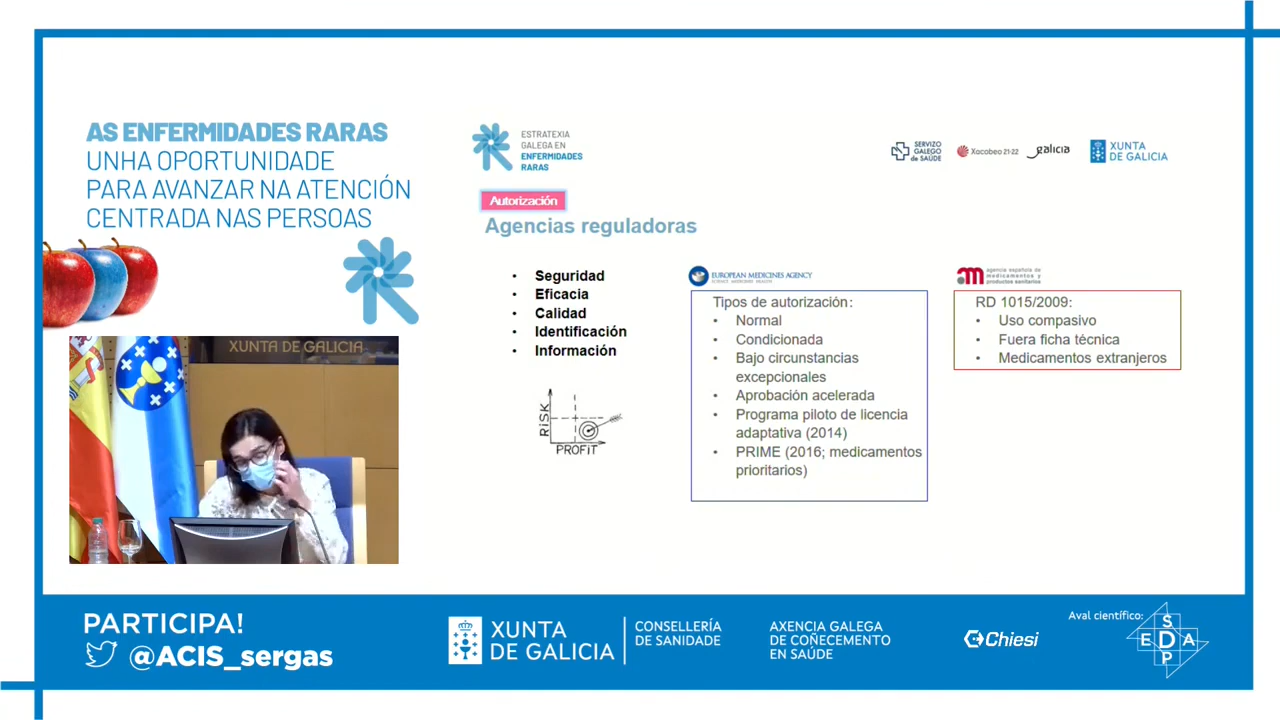 AS ENFERMIDADES RARAS
UNHA OPORTUNIDADE
PARA AVANZAR NA ATENCIÓN
CENTRADA NAS PERSOAS
XUNTA DE GALICIA
PARTICIPA!
@ACIS_sergas
ESTRATEXIA
GALEGA EN
ENFERMIDADES
RARAS
SERVIZO
GALEGO
de SAÚDE
Xacobeo 21·22
galicia
XUNTA
DE GALICIA
Autorización
Agencias reguladoras
• Seguridad
• Eficacia
• Calidad
• Identificación
• Información
RISK
PROFIT
EUROPEAN MEDICINES AGENCY
SCIENCE MEDICINES HEALTH
Tipos de autorización:
• Normal
• Condicionada
• Bajo circunstancias
excepcionales
• Aprobación acelerada
• Programa piloto de licencia
adaptativa (2014)
• PRIME (2016; medicamentos
prioritarios)
agencia española de
medicamentos y
productos sanitarios
RD 1015/2009:
• Uso compasivo
• Fuera ficha técnica
• Medicamentos extranjeros
XUNTA
DE GALICIA
CONSELLERÍA
DE SANIDADE
AXENCIA GALEGA
DE COÑECEMENTO
EN SAÚDE
Chiesi
Aval científico:
S
E D A
P